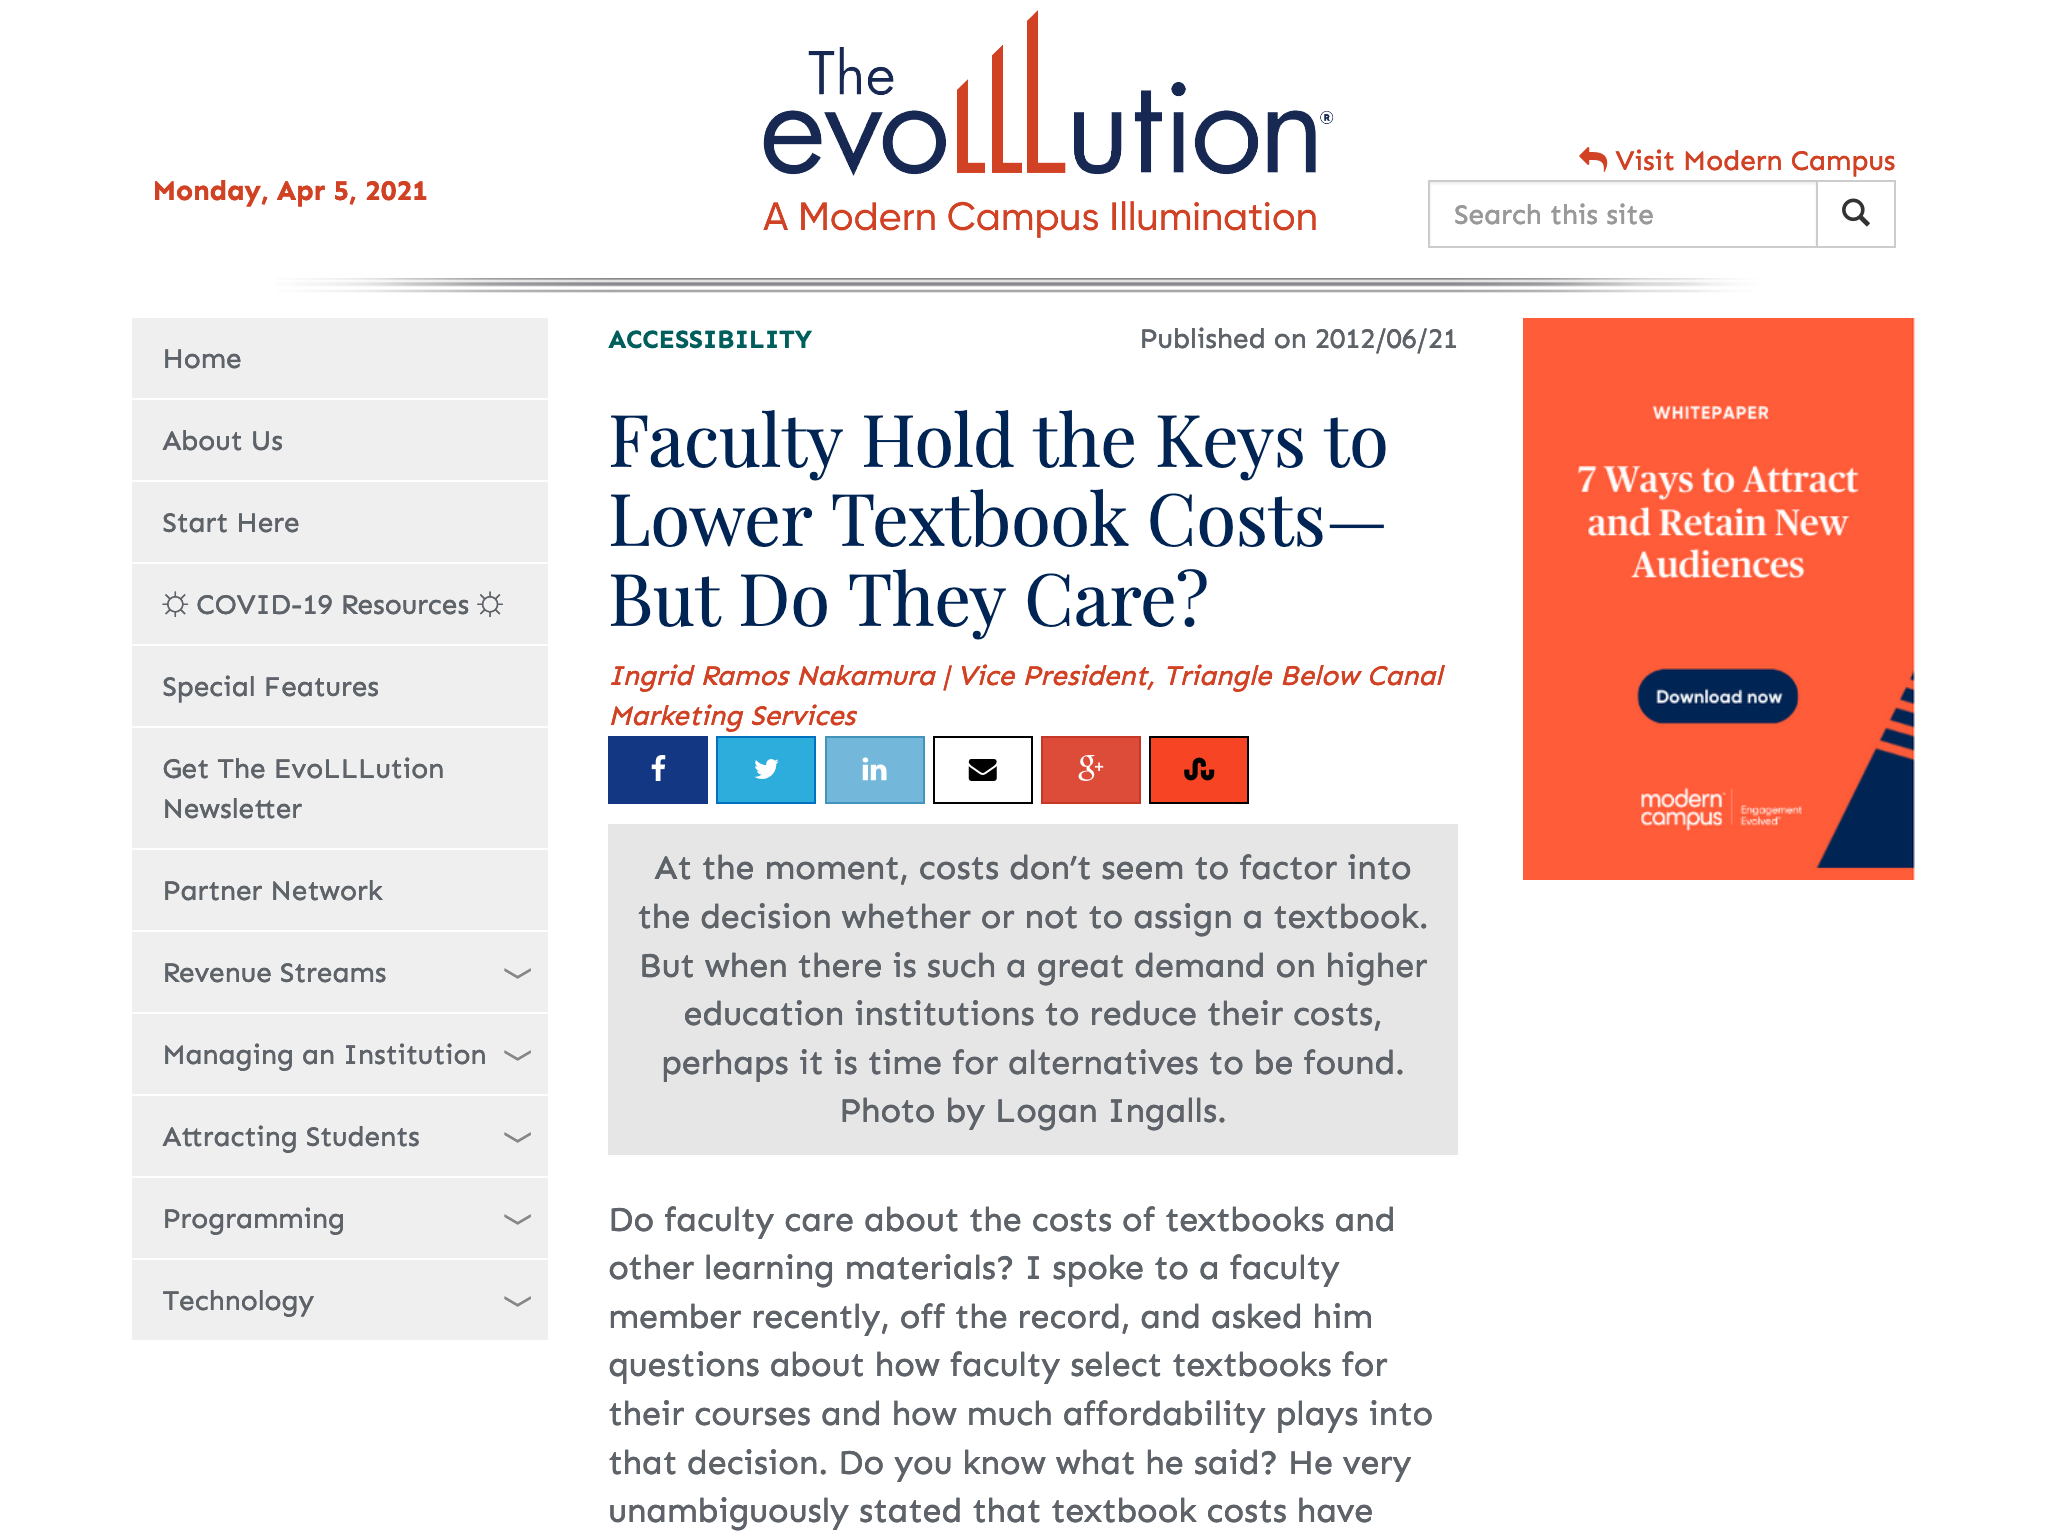 The
evoLLLution®
A Modern Campus Illumination
Monday, Apr 5, 2021
Visit Modern Campus
Search this site
Home
About Us
Start Here
☼ COVID-19 Resources ☼
Special Features
Get The EvoLLLution
Newsletter
Partner Network
Revenue Streams
Managing an Institution
Attracting Students
Programming
Technology
ACCESSIBILITY
Published on 2012/06/21
Faculty Hold the Keys to
Lower Textbook Costs—
But Do They Care?
Ingrid Ramos Nakamura | Vice President, Triangle Below Canal
Marketing Services
At the moment, costs don’t seem to factor into
the decision whether or not to assign a textbook.
But when there is such a great demand on higher
education institutions to reduce their costs,
perhaps it is time for alternatives to be found.
Photo by Logan Ingalls.
Do faculty care about the costs of textbooks and
other learning materials? I spoke to a faculty
member recently, off the record, and asked him
questions about how faculty select textbooks for
their courses and how much affordability plays into
that decision. Do you know what he said? He very
unambiguously stated that textbook costs have
WHITEPAPER
7 Ways to Attract
and Retain New
Audiences
Download now
modern
campus
Engagement
Evolved